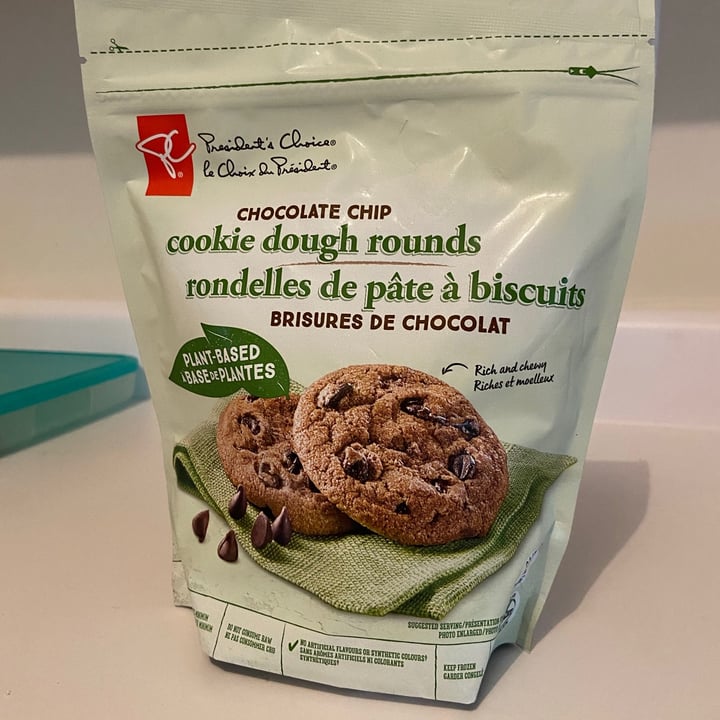 PC
President's Choice®
le Choix du Président®
CHOCOLATE CHIP
cookie dough rounds
rondelles de pâte à biscuits
BRISURES DE CHOCOLAT
PLANT-BASED
À BASE DE PLANTES
Rich and chewy
Riches et moelleux
SUGGESTED SERVING/PRÉSENTATION
PHOTO ENLARGED/
DO NOT CONSUME RAW
NE PAS CONSOMMER CRU
NO ARTIFICIAL FLAVOURS OR SYNTHETIC COLOURS
SANS ARÔMES ARTIFICIELS NI COLORANTS
SYNTHÉTIQUES
KEEP FROZEN
GARDER